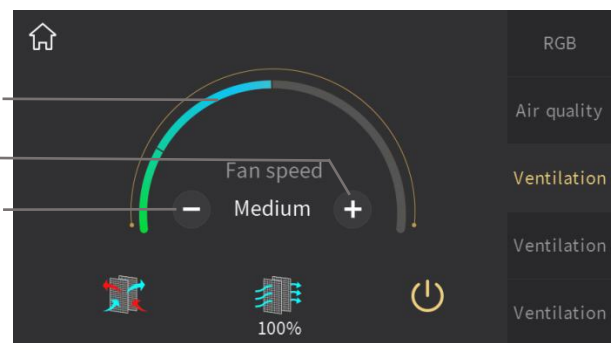 RGB
Air quality
Fan speed
Ventilation
Medium
Ventilation
Ventilation
100%